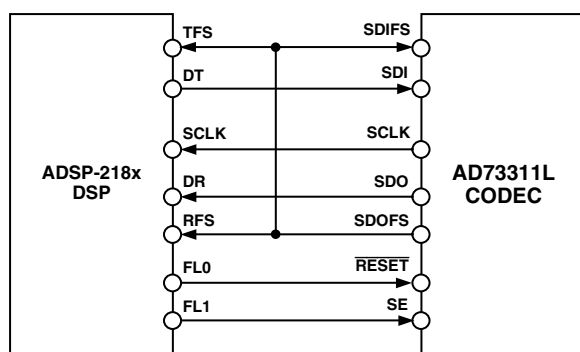 TFS SDIFS
DT SDI
SCLK SCLK
ADSP-218x
DSP
AD73311L
CODEC
DR SDO
RFS SDOFS
FL0 RESET
FL1 SE